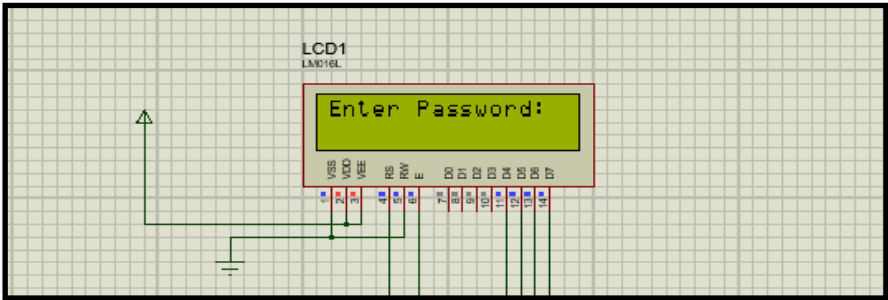 LCD1
LM016L
Enter Password:
VSS VDD VEE RS RW E D0 D1 D2 D3 D4 D5 D6 D7
1 2 3 4 5 6 7 8 9 10 11 12 13 14